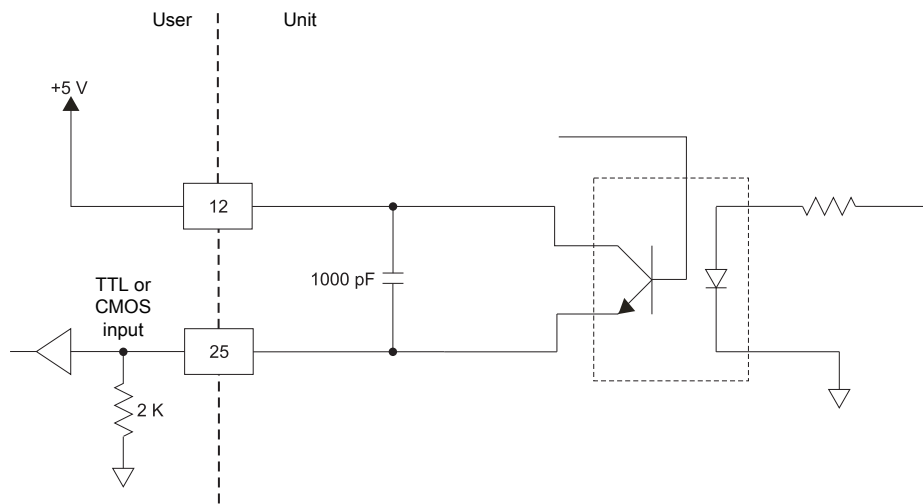 User
Unit
+5 V
12
1000 pF
TTL or
CMOS
input
25
2 K